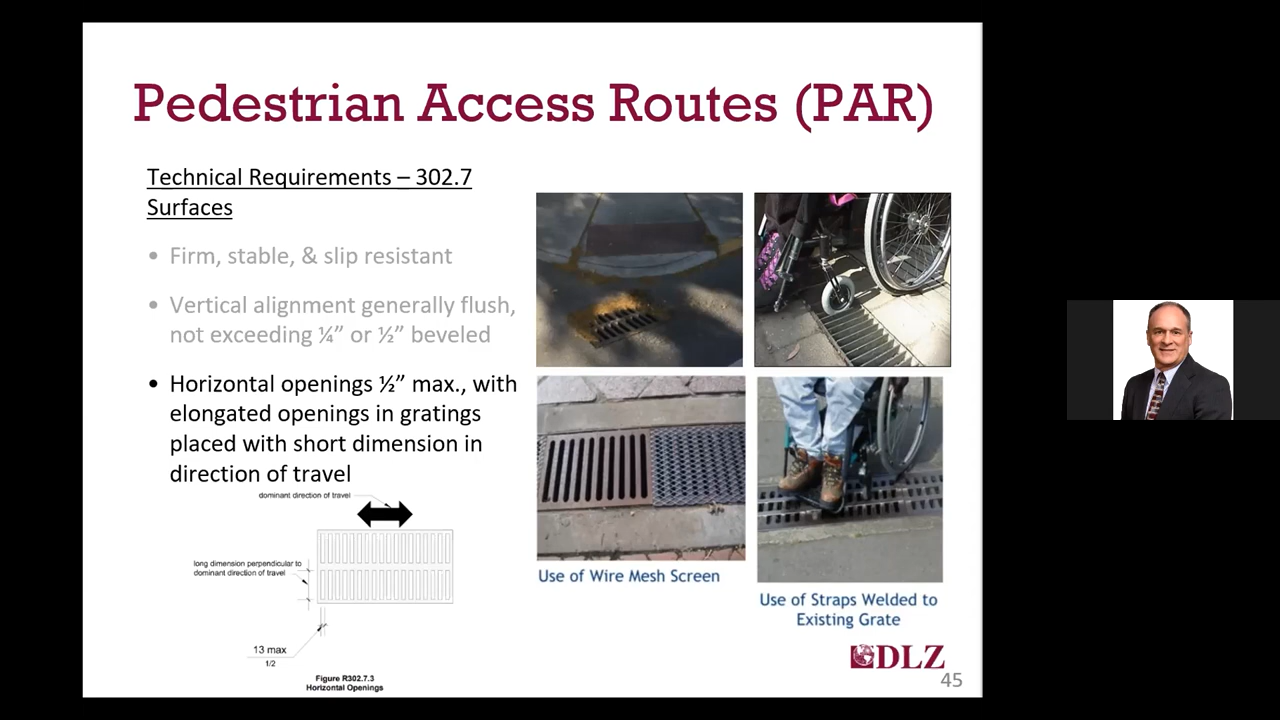 Pedestrian Access Routes (PAR)
Technical Requirements – 302.7
Surfaces
• Firm, stable, & slip resistant
• Vertical alignment generally flush,
not exceeding ¼” or ½” beveled
• Horizontal openings ½” max., with
elongated openings in gratings
placed with short dimension in
direction of travel
dominant direction of travel
long dimension perpendicular to
dominant direction of travel
13 max
1/2
Figure R302.7.3
Horizontal Openings
Use of Wire Mesh Screen
Use of Straps Welded to
Existing Grate
DLZ
45